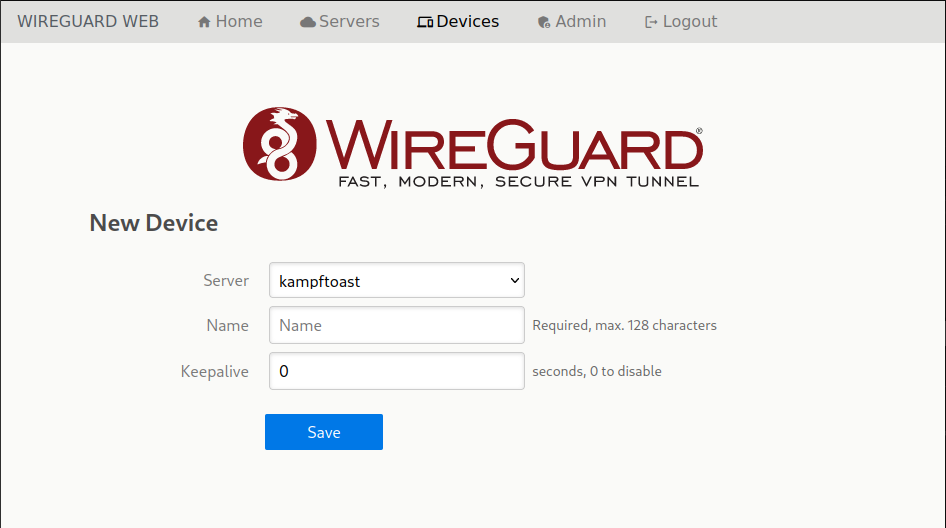 WIREGUARD WEB Home Servers Devices Admin Logout
WIREGUARD®
FAST, MODERN, SECURE VPN TUNNEL
New Device
Server kampftoast
Name Name Required, max. 128 characters
Keepalive 0 seconds, 0 to disable
Save